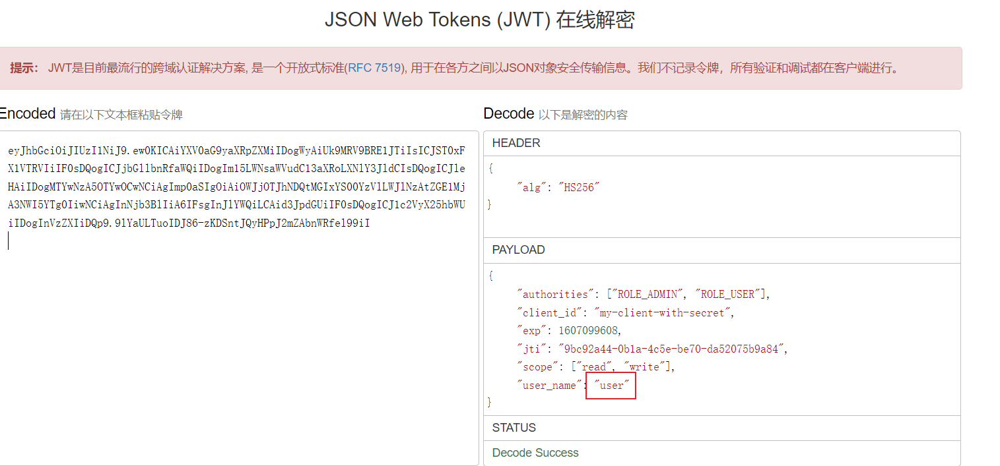 JSON Web Tokens (JWT) 在线解密
提示： JWT是目前最流行的跨域认证解决方案, 是一个开放式标准(RFC 7519), 用于在各方之间以JSON对象安全传输信息。我们不记录令牌，所有验证和调试都在客户端进行。
Encoded 请在以下文本框粘贴令牌
eyJhbGciOiJIUzI1NiJ9.ew0KICAiYXV0aG9yaXRpZXMiIDogWyAiUk9MRV9BRE1JTiIsICJST0xF
X1VTRVIiIF0sDQogICJjbGllbnRfaWQiIDogIm15LWNsaWVudC13aXRoLXNlY3JldCIsDQogICJle
HAiIDogMTYwNzA5OTYwOCwNCiAgImp0aSIgOiAiOWJjOTJhNDQtMGIxYS00YzVlLWJlNzAtZGE1Mj
A3NWI5YTg0IiwNCiAgInNjb3BlIiA6IFsgInJlYWQiLCAid3JpdGUiIF0sDQogICJ1c2VyX25hbWU
iIDogInVzZXIiDQp9.9lYaULTuoIDJ86-zKDSntJQyHPpJ2mZAbnWRfel99iI
Decode 以下是解密的内容
HEADER
{
"alg": "HS256"
}
PAYLOAD
{
"authorities": ["ROLE_ADMIN", "ROLE_USER"],
"client_id": "my-client-with-secret",
"exp": 1607099608,
"jti": "9bc92a44-0b1a-4c5e-be70-da52075b9a84",
"scope": ["read", "write"],
"user_name": "user"
}
STATUS
Decode Success